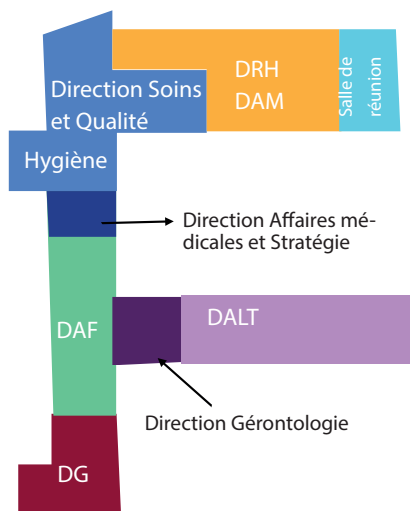 DRH
DAM
Salle de
réunion
Direction Soins
et Qualité
Hygiène
Direction Affaires mé-
dicales et Stratégie
DAF
DALT
Direction Gérontologie
DG